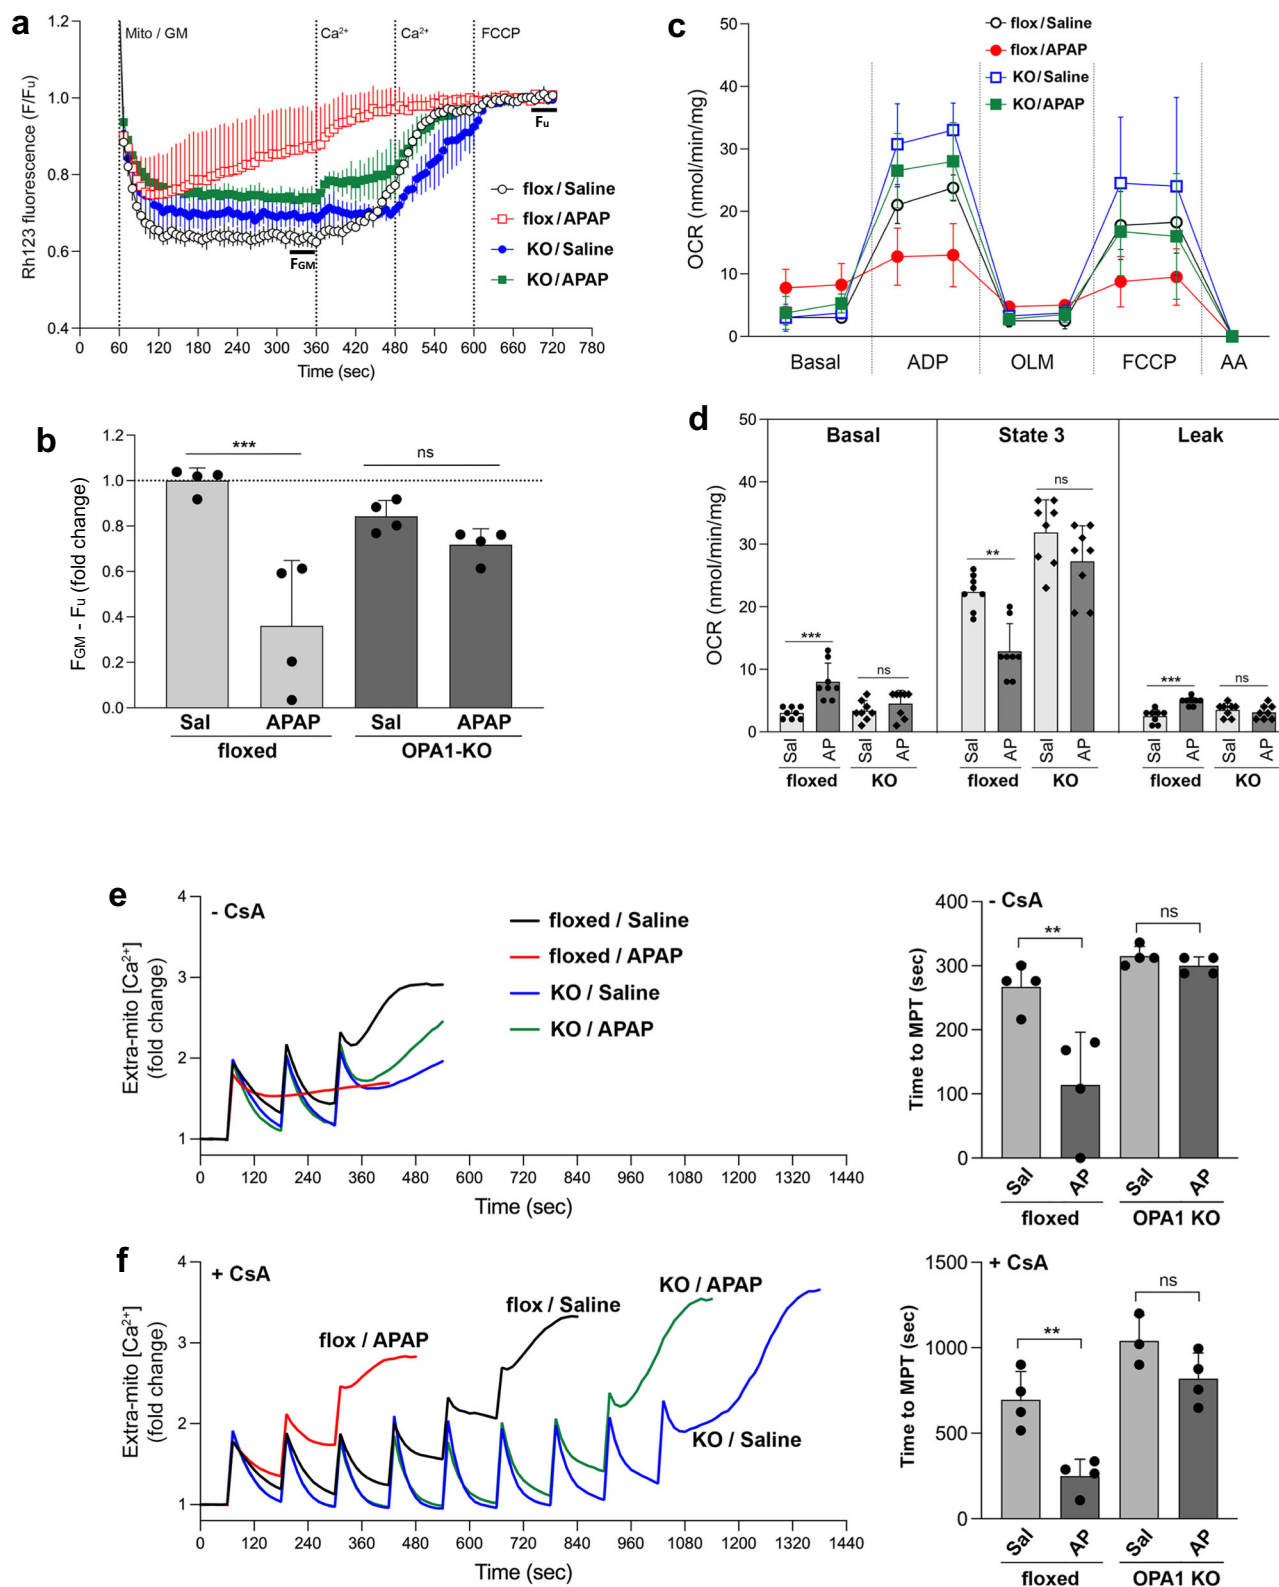 a
1.2
1.0
0.8
0.6
0.4
Rh123 fluorescence (F/Fu)
Mito / GM
Ca²⁺
Ca²⁺
FCCP
Fu
FGM
flox / Saline
flox / APAP
KO / Saline
KO / APAP
0 60 120 180 240 300 360 420 480 540 600 660 720 780
Time (sec)
c
50
40
30
20
10
0
OCR (nmol/min/mg)
flox / Saline
flox / APAP
KO / Saline
KO / APAP
Basal ADP OLM FCCP AA
b
1.2
1.0
0.8
0.6
0.4
0.2
0.0
FGM - Fu (fold change)
***
ns
Sal APAP Sal APAP
floxed OPA1-KO
d
50
40
30
20
10
0
OCR (nmol/min/mg)
Basal State 3 Leak
***
ns
**
ns
***
ns
Sal AP Sal AP Sal AP Sal AP Sal AP Sal AP
floxed KO floxed KO floxed KO
e
4
3
2
1
Extra-mito [Ca²⁺]
(fold change)
- CsA
floxed / Saline
floxed / APAP
KO / Saline
KO / APAP
0 120 240 360 480 600 720 840 960 1080 1200 1320 1440
Time (sec)
400
300
200
100
0
Time to MPT (sec)
- CsA
**
ns
Sal AP Sal AP
floxed OPA1 KO
f
4
3
2
1
Extra-mito [Ca²⁺]
(fold change)
+ CsA
flox / APAP
flox / Saline
KO / APAP
KO / Saline
0 120 240 360 480 600 720 840 960 1080 1200 1320 1440
Time (sec)
1500
1000
500
0
Time to MPT (sec)
+ CsA
**
ns
Sal AP Sal AP
floxed OPA1 KO